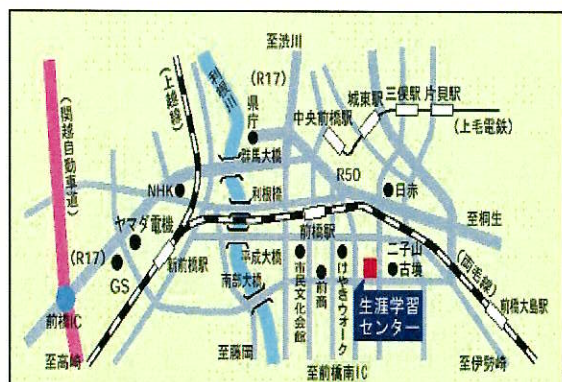 至渋川
(R17)
利根川
(上越線)
(関越自動車道)
県庁
群馬大橋
中央前橋駅
城東駅
三俣駅
片貝駅
(上毛電鉄)
R50
NHK
利根橋
日赤
至桐生
ヤマダ電機
(R17)
GS
新前橋駅
平成大橋
南部大橋
前橋駅
市民文化会館
前商
けやきウォーク
二子山
古墳
(両毛線)
前橋大島駅
生涯学習
センター
前橋IC
至高崎
至藤岡
至前橋南IC
至伊勢崎